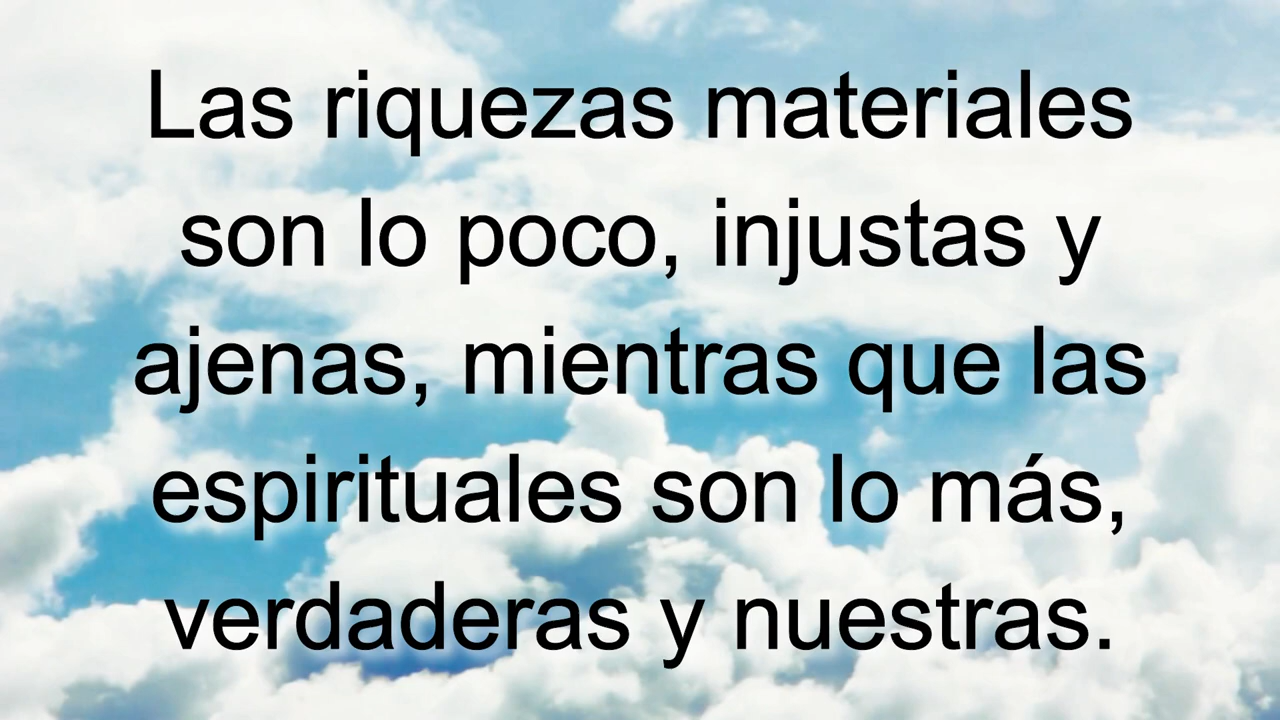 Las riquezas materiales
son lo poco, injustas y
ajenas, mientras que las
espirituales son lo más,
verdaderas y nuestras.